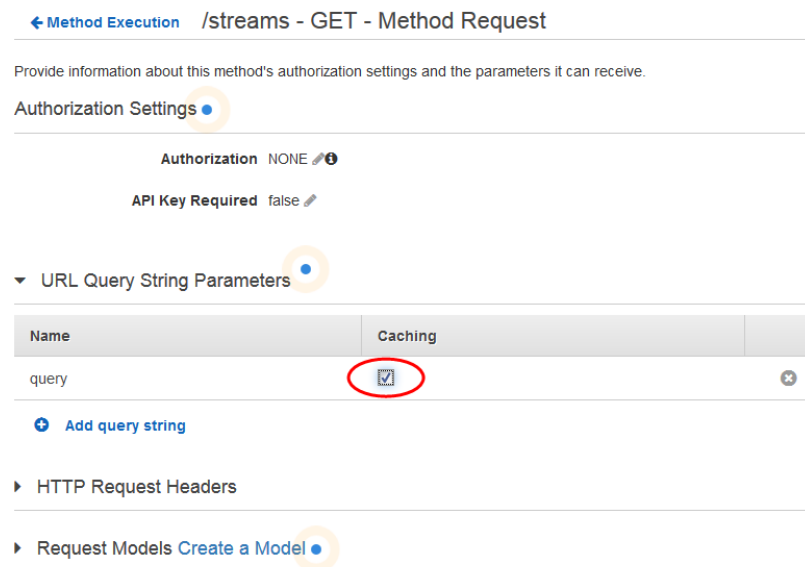 Method Execution /streams - GET - Method Request
Provide information about this method's authorization settings and the parameters it can receive.
Authorization Settings
Authorization NONE
API Key Required false
URL Query String Parameters
Name Caching
query
Add query string
HTTP Request Headers
Request Models Create a Model